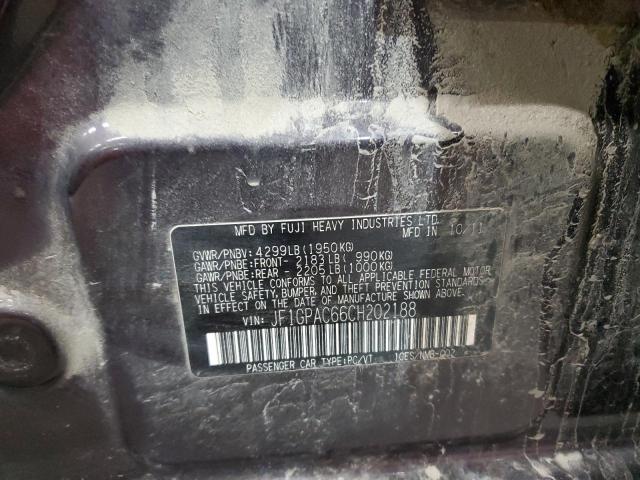 MFD BY FUJI HEAVY INDUSTRIES LTD.
MFD.IN 10/11
GVWR/PNBV: 4299LB(1950KG)
GAWR/PNBE:FRONT- 2183LB( 990KG)
GAWR/PNBE:REAR - 2205LB(1000KG)
THIS VEHICLE CONFORMS TO ALL APPLICABLE FEDERAL MOTOR
VEHICLE SAFETY, BUMPER, AND THEFT PREVENTION STANDARDS
IN EFFECT ON THE DATE OF MANUFACTURE SHOWN ABOVE.
VIN: JF1GPAC66CH202188
PASSENGER CAR TYPE:PC/VT